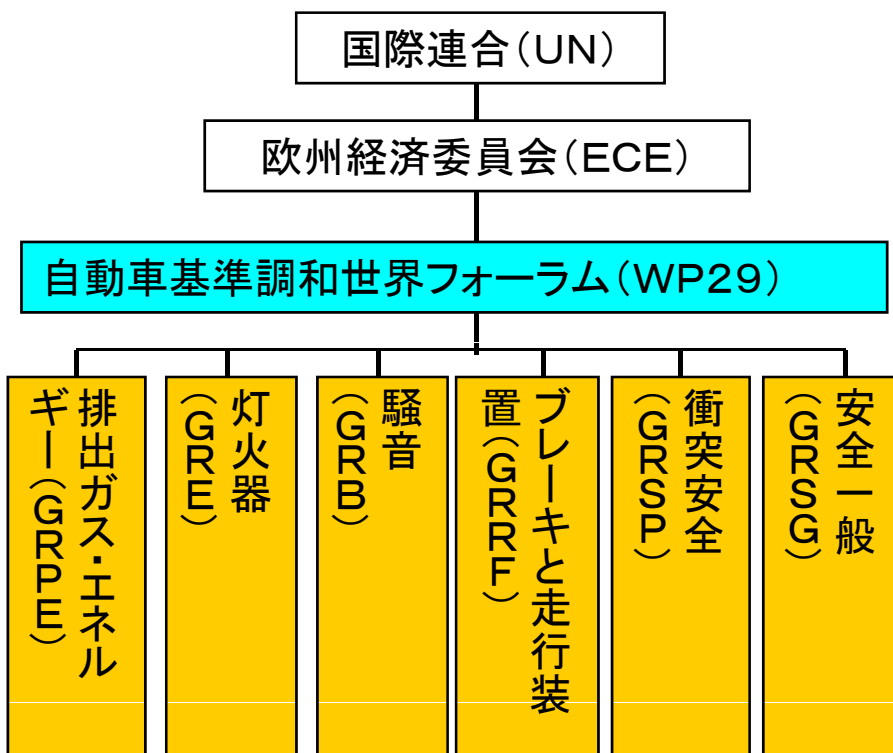 国際連合(UN)
欧州経済委員会(ECE)
自動車基準調和世界フォーラム(WP29)
排出ガス・エネル
ギー(GRPE)
灯火器
(GRE)
騒音
(GRB)
ブレーキと走行装
置(GRRF)
衝突安全
(GRSP)
安全一般
(GRSG)